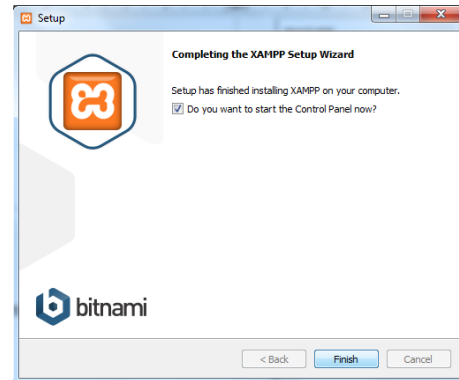 Setup
Completing the XAMPP Setup Wizard
Setup has finished installing XAMPP on your computer.
Do you want to start the Control Panel now?
bitnami
< Back
Finish
Cancel